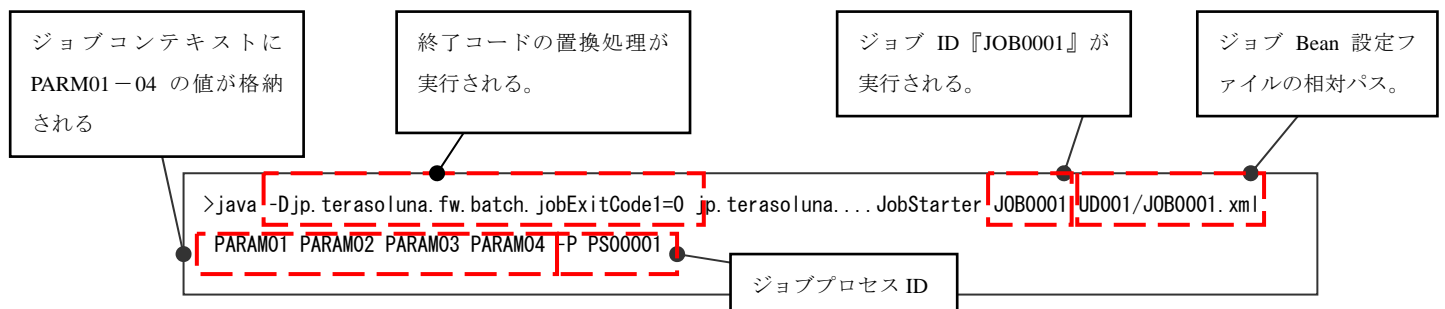 ジョブコンテキストに
PARM01－04 の値が格納
される
終了コードの置換処理が
実行される。
ジョブ ID『JOB0001』が
実行される。
ジョブ Bean 設定フ
ァイルの相対パス。
>java -Djp.terasoluna.fw.batch.jobExitCode1=0 jp.terasoluna....JobStarter JOB0001 UD001/JOB0001.xml
PARAM01 PARAM02 PARAM03 PARAM04 -P PS00001
ジョブプロセス ID